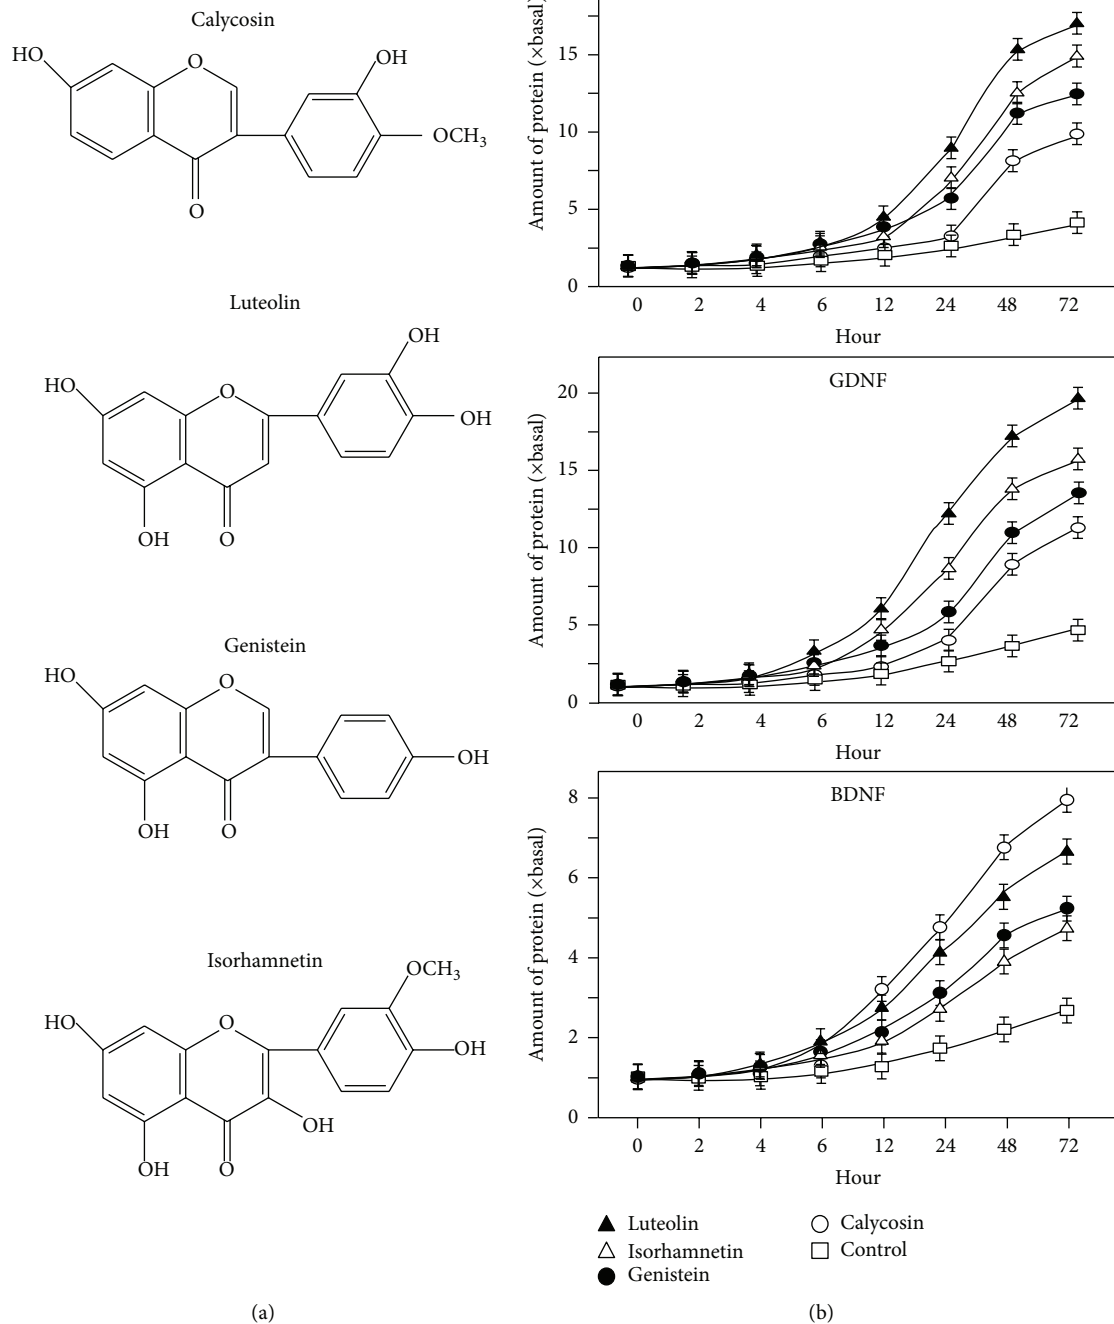 Calycosin
HO
O
OH
OCH3
O
Luteolin
OH
HO
O
OH
OH
O
Genistein
HO
O
OH
OH
O
Isorhamnetin
OCH3
HO
O
OH
OH
OH
O
(a)
Amount of protein (×basal)
15
10
5
0
0 2 4 6 12 24 48 72
Hour
GDNF
Amount of protein (×basal)
20
15
10
5
0
0 2 4 6 12 24 48 72
Hour
BDNF
Amount of protein (×basal)
8
6
4
2
0
0 2 4 6 12 24 48 72
Hour
Luteolin
Isorhamnetin
Genistein
Calycosin
Control
(b)